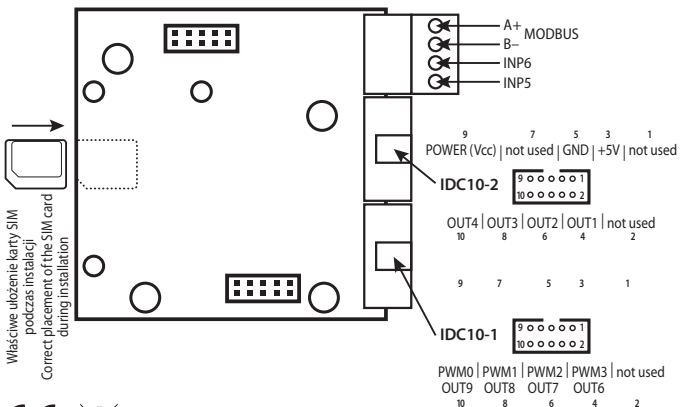 A+
MODBUS
B–
INP6
INP5
9 7 5 3 1
POWER (Vcc) | not used | GND | +5V | not used
IDC10-2
9 1
10 2
OUT4 | OUT3 | OUT2 | OUT1 | not used
10 8 6 4 2
9 7 5 3 1
IDC10-1
9 1
10 2
PWM0 | PWM1 | PWM2 | PWM3 | not used
OUT9 OUT8 OUT7 OUT6
10 8 6 4 2
Właściwe ułożenie karty SIM
podczas instalacji
Correct placement of the SIM card
during installation